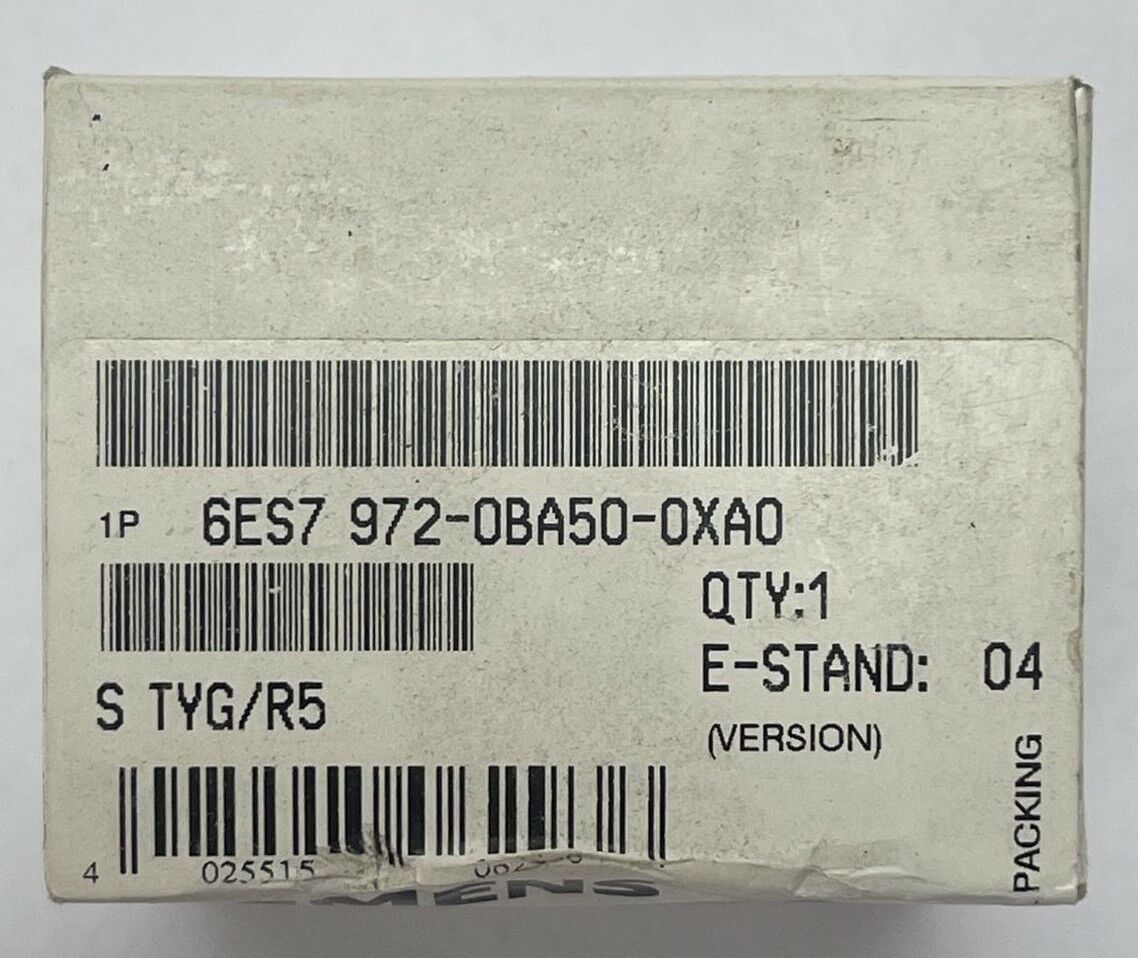 1P 6ES7 972-0BA50-0XA0
QTY:1
E-STAND: 04
(VERSION)
S TYG/R5
PACKING
4 025515